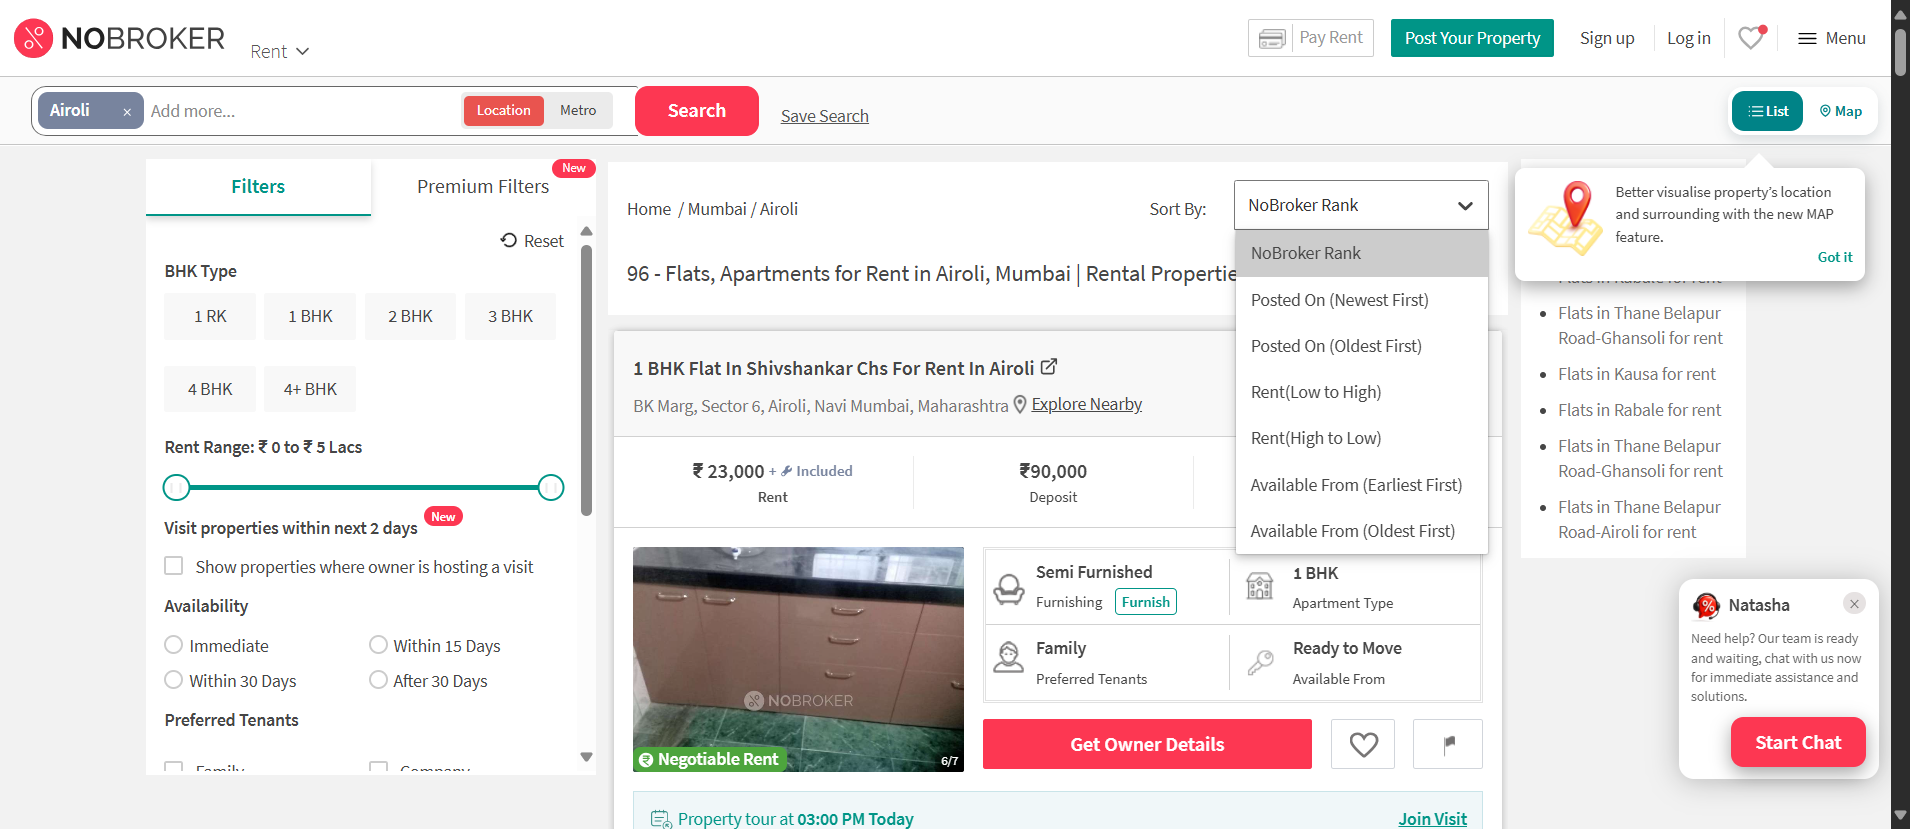 NOBROKER
Rent
Pay Rent
Post Your Property
Sign up
Log in
Menu
Airoli ×
Add more...
Location
Metro
Search
Save Search
List
Map
Filters
Premium Filters
New
Reset
BHK Type
1 RK
1 BHK
2 BHK
3 BHK
4 BHK
4+ BHK
Rent Range: ₹ 0 to ₹ 5 Lacs
Visit properties within next 2 days
New
Show properties where owner is hosting a visit
Availability
Immediate
Within 15 Days
Within 30 Days
After 30 Days
Preferred Tenants
Family
Company
Home / Mumbai / Airoli
Sort By:
NoBroker Rank
NoBroker Rank
Posted On (Newest First)
Posted On (Oldest First)
Rent(Low to High)
Rent(High to Low)
Available From (Earliest First)
Available From (Oldest First)
96 - Flats, Apartments for Rent in Airoli, Mumbai | Rental Propertie
1 BHK Flat In Shivshankar Chs For Rent In Airoli
BK Marg, Sector 6, Airoli, Navi Mumbai, Maharashtra
Explore Nearby
₹ 23,000 + Included
Rent
₹90,000
Deposit
NOBROKER
Negotiable Rent
6/7
Semi Furnished
Furnishing
Furnish
1 BHK
Apartment Type
Family
Preferred Tenants
Ready to Move
Available From
Get Owner Details
Property tour at 03:00 PM Today
Join Visit
Better visualise property's location
and surrounding with the new MAP
feature.
Got it
Flats in Rabale for rent
Flats in Thane Belapur
Road-Ghansoli for rent
Flats in Kausa for rent
Flats in Rabale for rent
Flats in Thane Belapur
Road-Ghansoli for rent
Flats in Thane Belapur
Road-Airoli for rent
Natasha
Need help? Our team is ready
and waiting, chat with us now
for immediate assistance and
solutions.
Start Chat